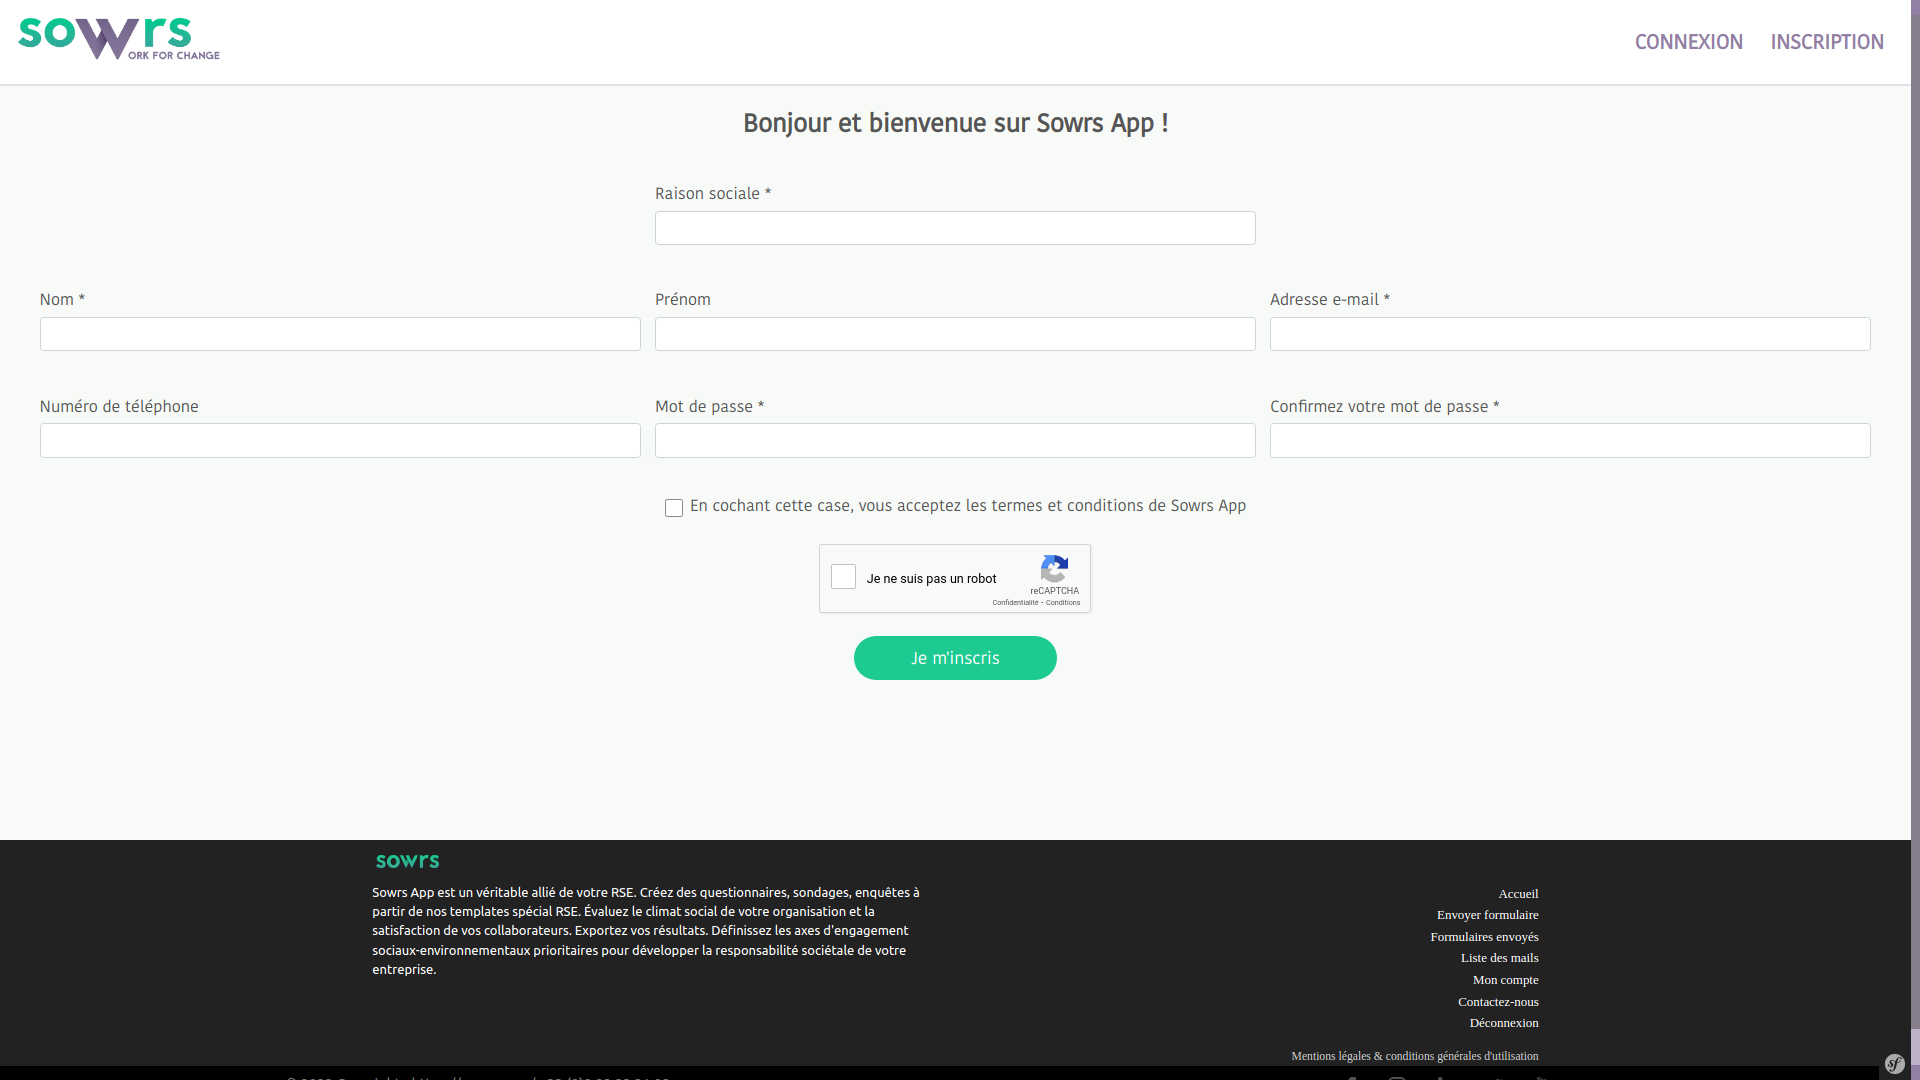 sowrs
ORK FOR CHANGE
CONNEXION INSCRIPTION
Bonjour et bienvenue sur Sowrs App !
Raison sociale *
Nom * Prénom Adresse e-mail *
Numéro de téléphone Mot de passe * Confirmez votre mot de passe *
En cochant cette case, vous acceptez les termes et conditions de Sowrs App
Je ne suis pas un robot
reCAPTCHA
Confidentialité - Conditions
Je m'inscris
sowrs
Sowrs App est un véritable allié de votre RSE. Créez des questionnaires, sondages, enquêtes à
partir de nos templates spécial RSE. Évaluez le climat social de votre organisation et la
satisfaction de vos collaborateurs. Exportez vos résultats. Définissez les axes d'engagement
sociaux-environnementaux prioritaires pour développer la responsabilité sociétale de votre
entreprise.
Accueil
Envoyer formulaire
Formulaires envoyés
Liste des mails
Mon compte
Contactez-nous
Déconnexion
Mentions légales & conditions générales d'utilisation
sf